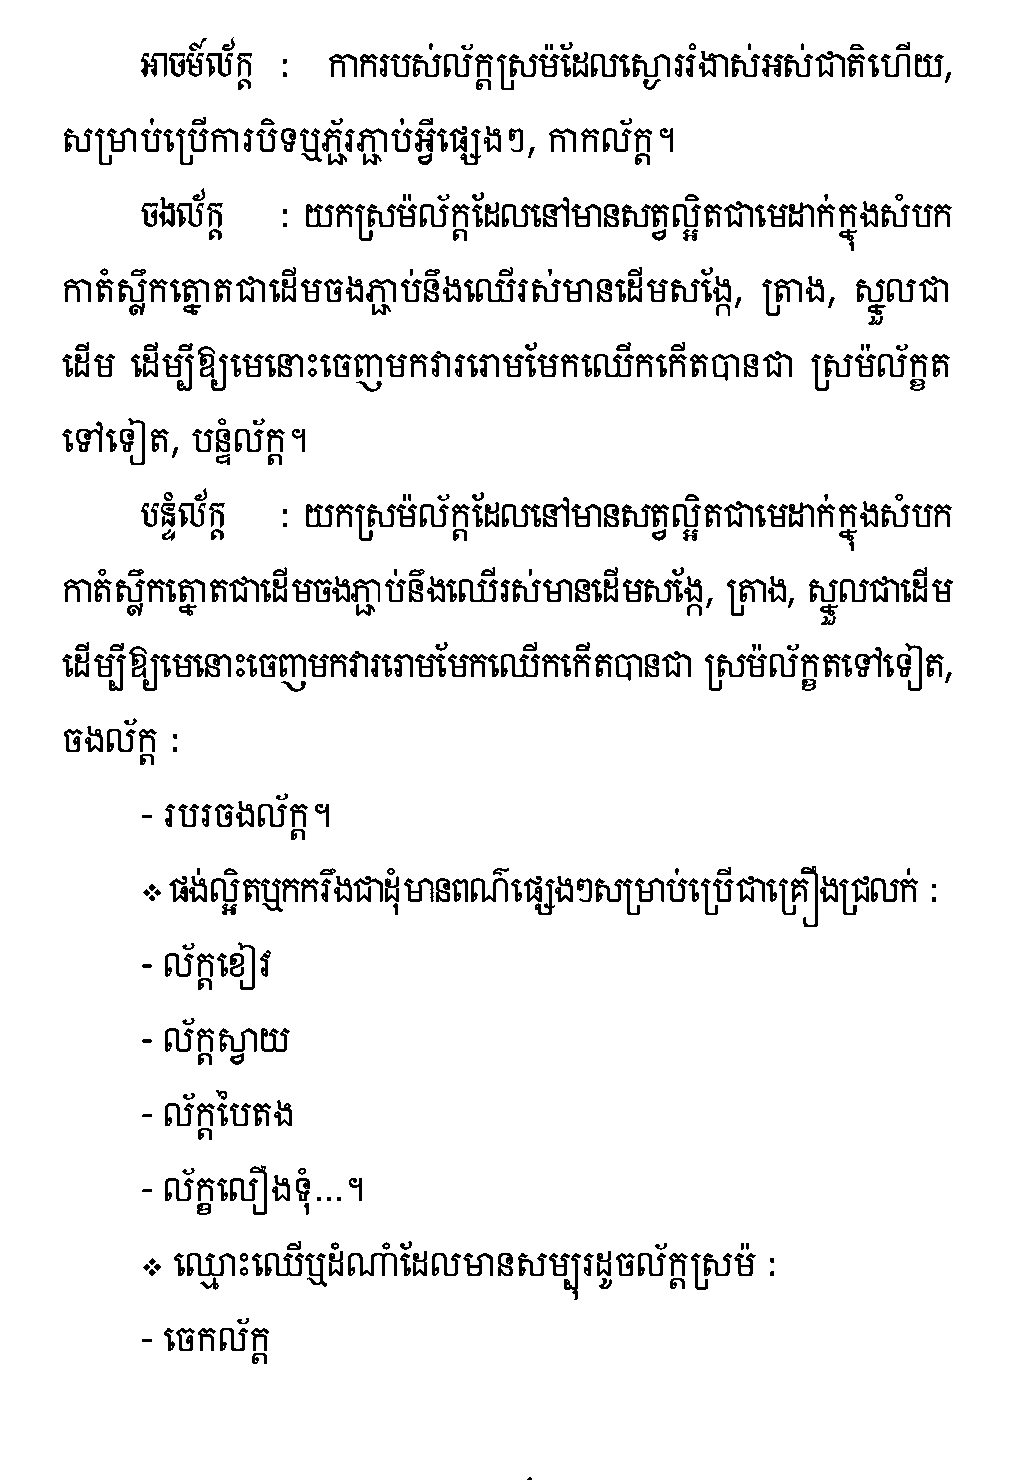 អាចម៍ល័ក្ត : កាករបស់ល័ក្តស្រម៉ដែលស្ងោររំងាស់អស់ជាតិហើយ,
សម្រាប់ប្រើការបិទឬភ្ជ័រភ្ជាប់អ្វីផ្សេងៗ, កាកល័ក្ត។
ចងល័ក្ត : យកស្រម៉ល័ក្តដែលនៅមានសត្វល្អិតជាមេដាក់ក្នុងសំបក
កាតំស្លឹកត្នោតជាដើមចងភ្ជាប់នឹងឈើរស់មានដើមសង្កែ, ត្រាង, ស្នួលជា
ដើម ដើម្បីឱ្យមេនោះចេញមកវាររោមមែកឈើកកើតបានជា ស្រម៉ល័ក្ខត
ទៅទៀត, បន្ទំល័ក្ត។
បន្ទំល័ក្ត : យកស្រម៉ល័ក្តដែលនៅមានសត្វល្អិតជាមេដាក់ក្នុងសំបក
កាតំស្លឹកត្នោតជាដើមចងភ្ជាប់នឹងឈើរស់មានដើមសង្កែ, ត្រាង, ស្នួលជាដើម
ដើម្បីឱ្យមេនោះចេញមកវាររោមមែកឈើកកើតបានជា ស្រម៉ល័ក្ខតទៅទៀត,
ចងល័ក្ត :
- របរចងល័ក្ត។
❖ ផង់ល្អិតឬកករឹងជាដុំមានពណ៌ផ្សេងៗសម្រាប់ប្រើជាគ្រឿងជ្រលក់ :
- ល័ក្តខៀវ
- ល័ក្តស្វាយ
- ល័ក្តបៃតង
- ល័ក្ខលឿងទុំ...។
❖ ឈ្មោះឈើឬដំណាំដែលមានសម្បុរដូចល័ក្តស្រម៉ :
- ចេកល័ក្ត